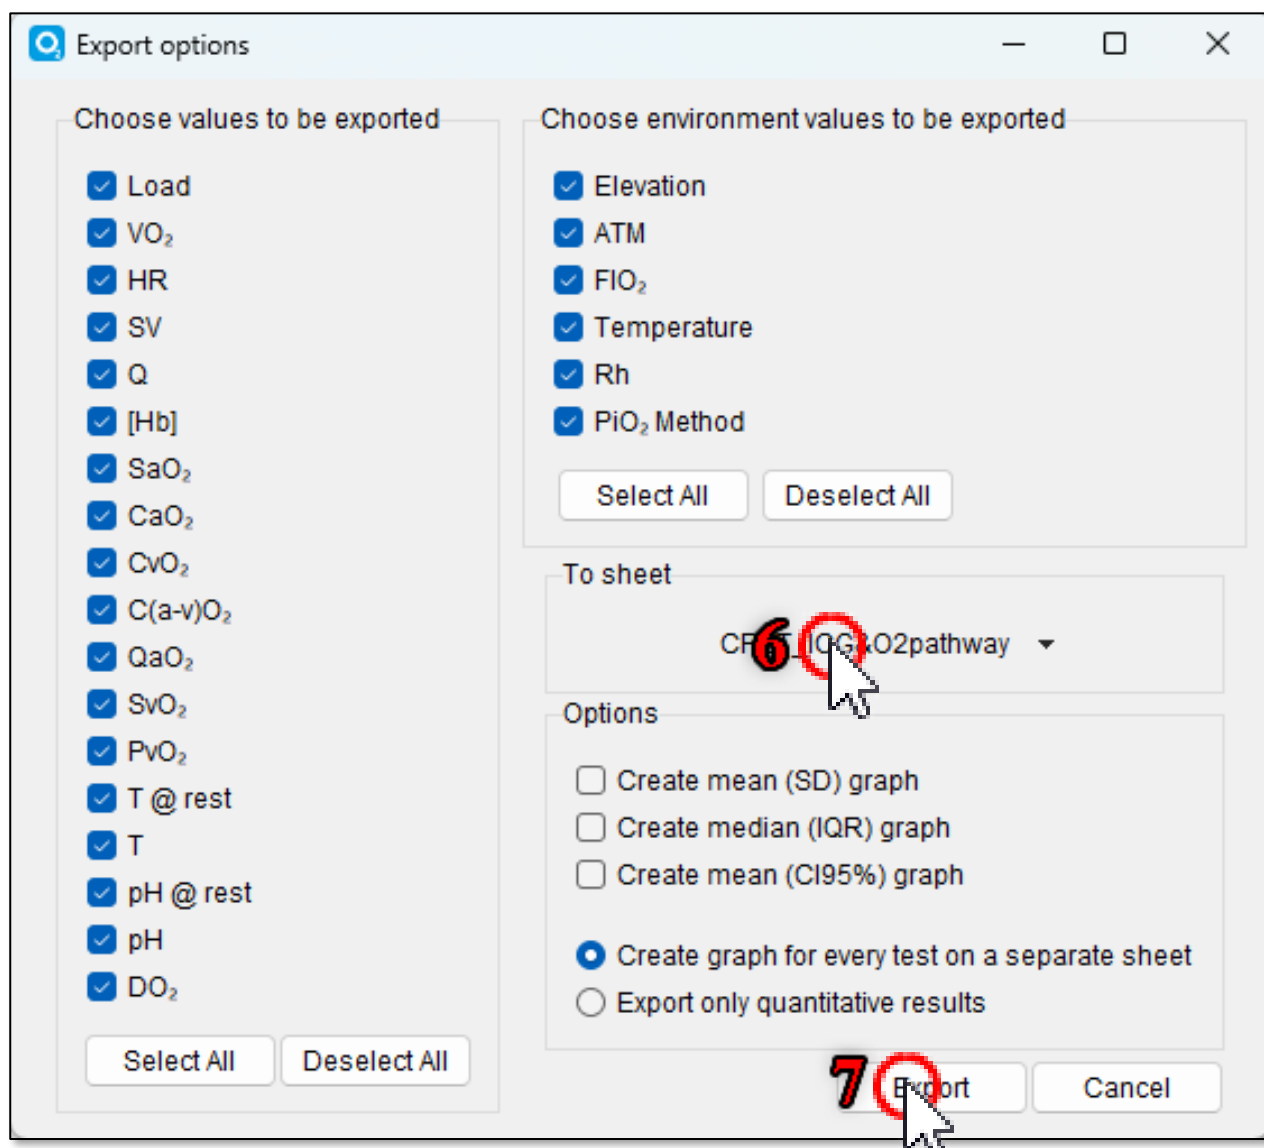 Export options
Choose values to be exported
Load
VO₂
HR
SV
Q
[Hb]
SaO₂
CaO₂
CvO₂
C(a-v)O₂
QaO₂
SvO₂
PvO₂
T @ rest
T
pH @ rest
pH
DO₂
Select All Deselect All
Choose environment values to be exported
Elevation
ATM
FIO₂
Temperature
Rh
PiO₂ Method
Select All Deselect All
To sheet
6
O2pathway
Options
Create mean (SD) graph
Create median (IQR) graph
Create mean (CI95%) graph
Create graph for every test on a separate sheet
Export only quantitative results
7 Export Cancel